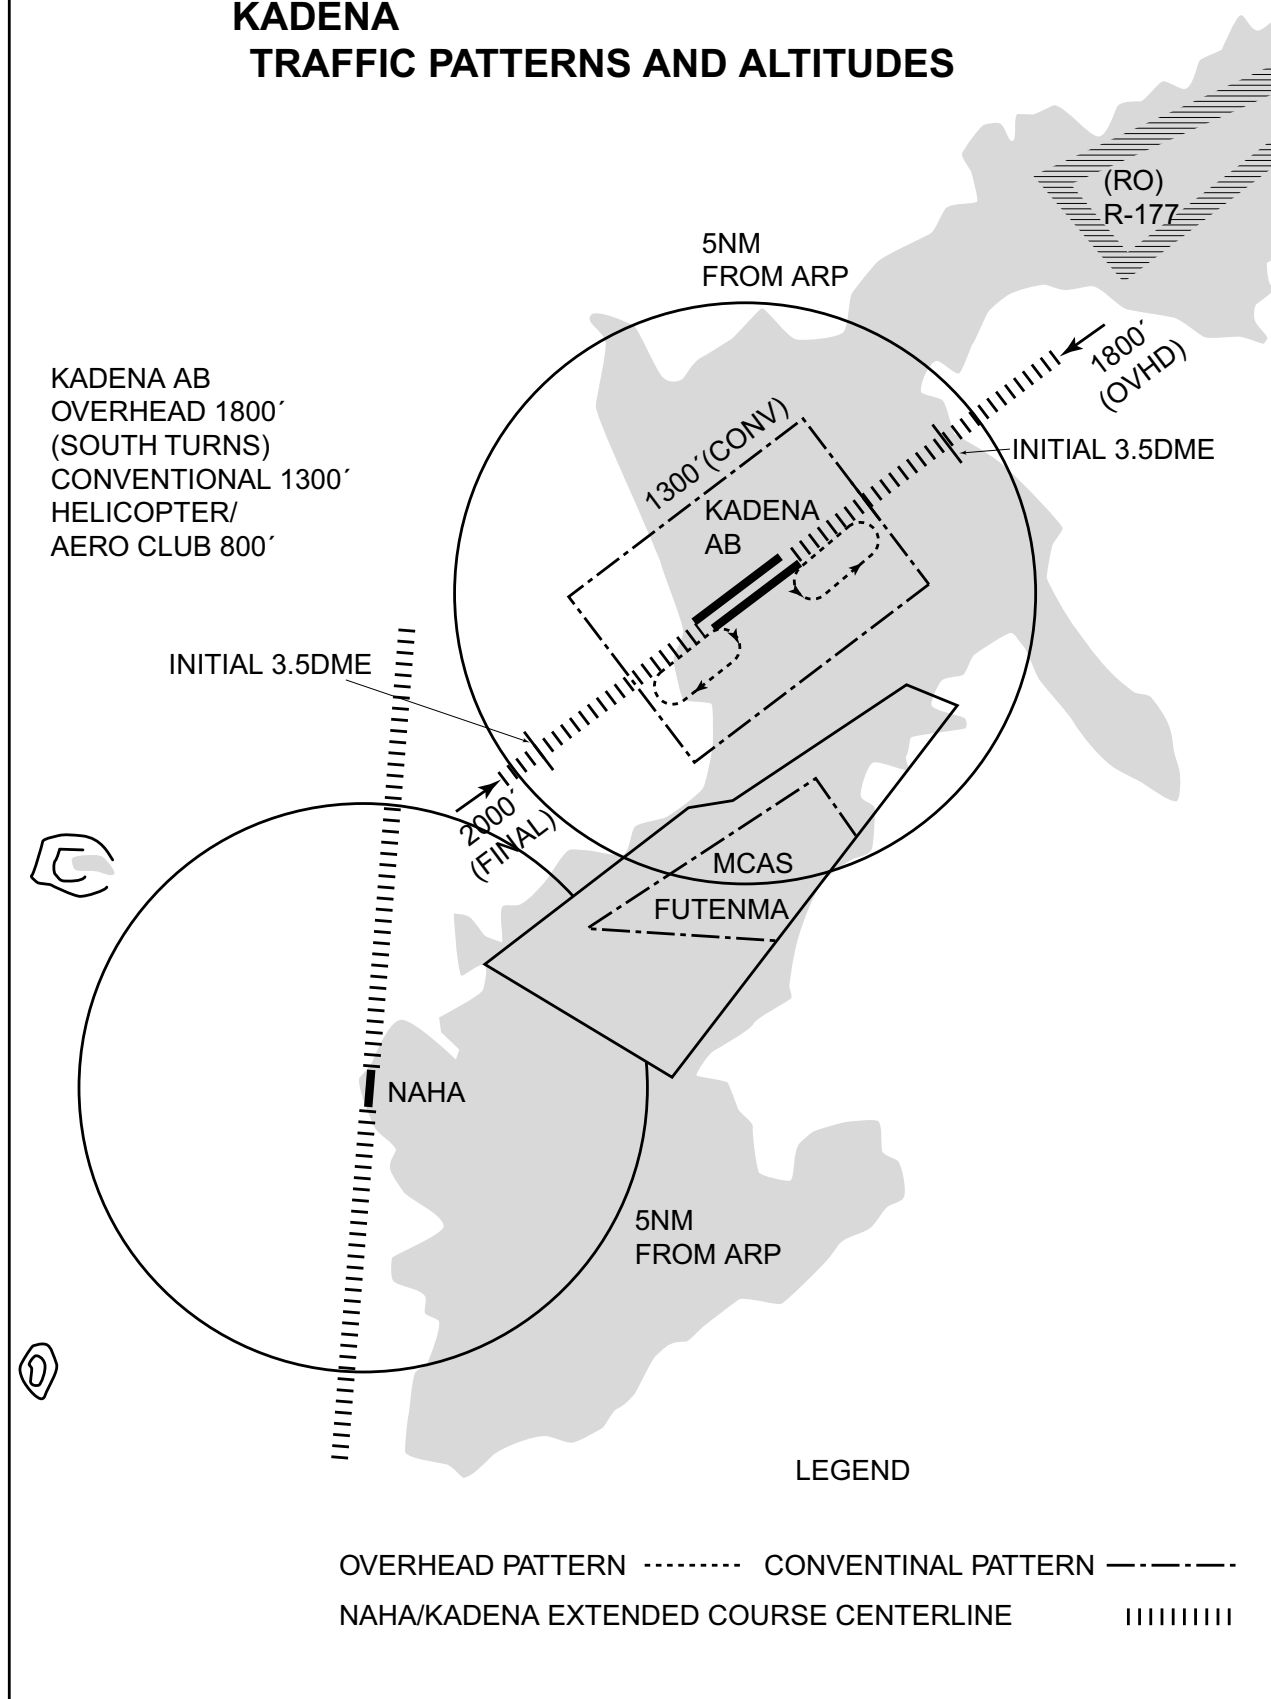 KADENA
TRAFFIC PATTERNS AND ALTITUDES
(RO)
R-177
5NM
FROM ARP
1800´
(OVHD)
KADENA AB
OVERHEAD 1800´
(SOUTH TURNS)
CONVENTIONAL 1300´
HELICOPTER/
AERO CLUB 800´
1300´(CONV)
INITIAL 3.5DME
KADENA
AB
INITIAL 3.5DME
2000´
(FINAL)
MCAS
FUTENMA
NAHA
5NM
FROM ARP
LEGEND
OVERHEAD PATTERN CONVENTINAL PATTERN
NAHA/KADENA EXTENDED COURSE CENTERLINE